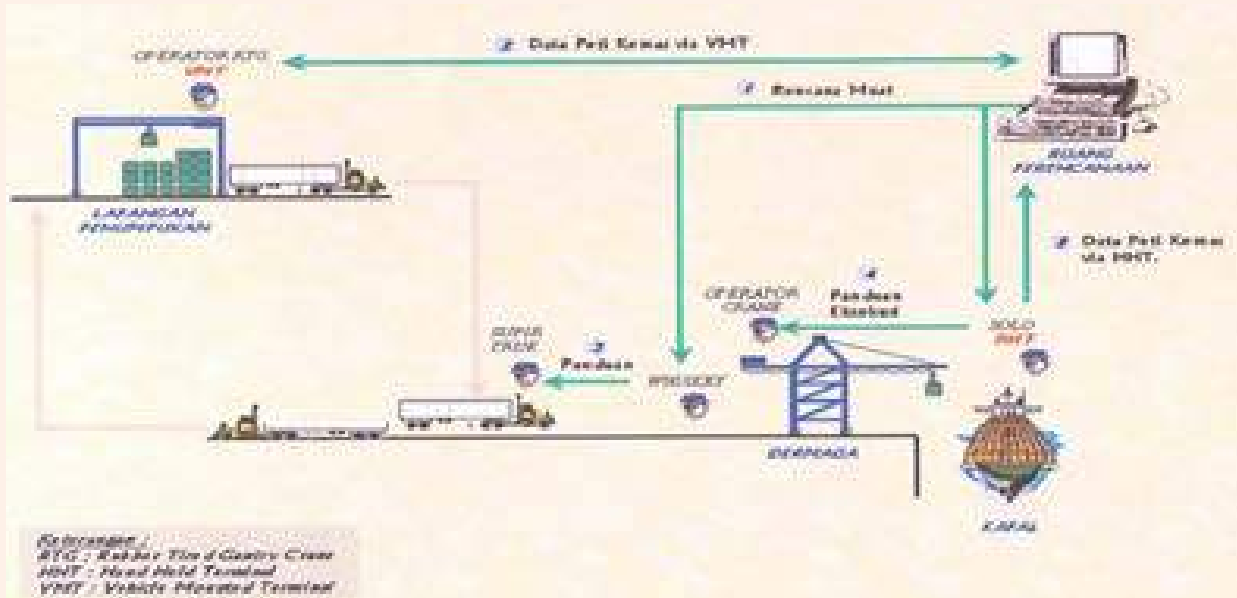 Data Peti Kemas via VMT
OPERATOR RTG
VMT
Rencana Muat
RUANG
PERENCANAAN
LAPANGAN
PENUMPUKAN
Data Peti Kemas
via HHT.
OPERATOR
CRANE
Panduan
SOLO
HHT
SUPIR
Panduan
DERMAGA
KAPAL
Keterangan :
RTG : Rubber Tired Gantry Crane
HHT : Hand Held Terminal
VMT : Vehicle Mounted Terminal